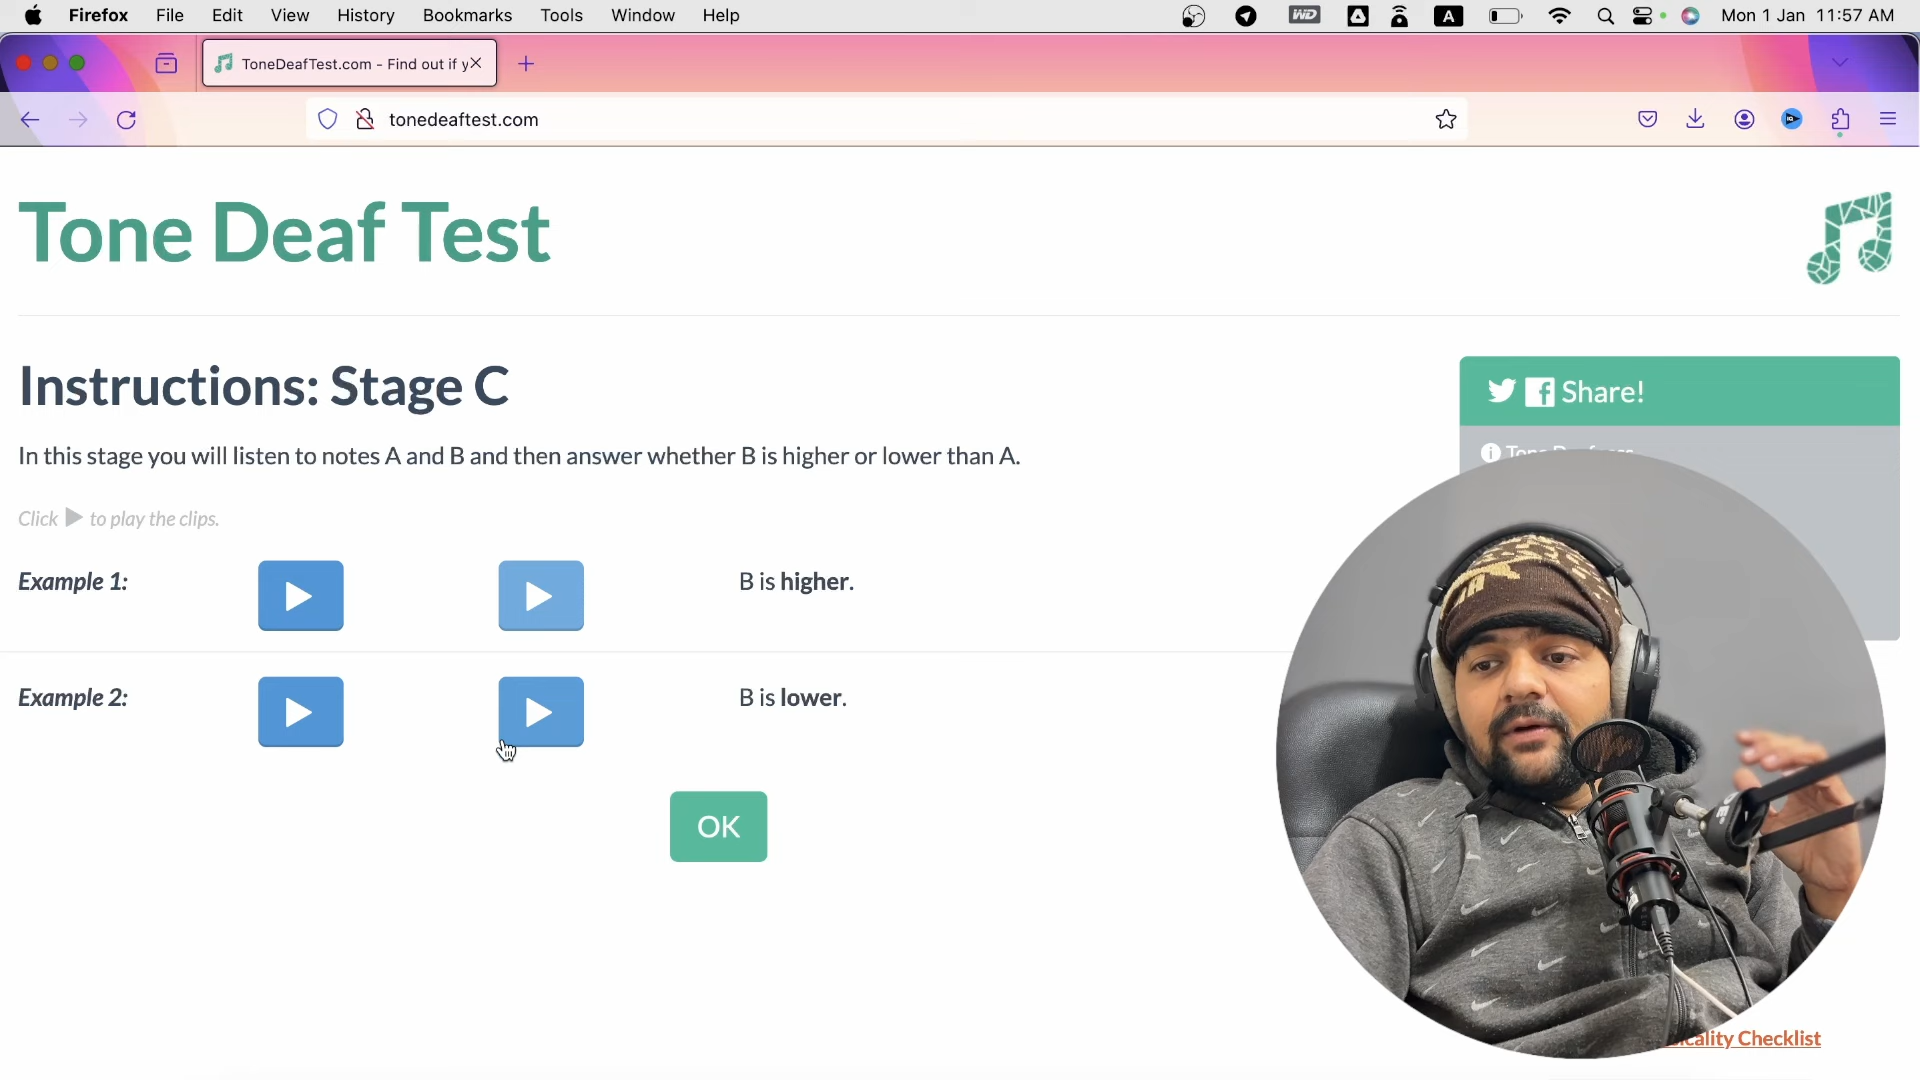 Firefox File Edit View History Bookmarks Tools Window Help WD A Mon 1 Jan 11:57 AM
ToneDeafTest.com - Find out if y
tonedeaftest.com
Tone Deaf Test
Instructions: Stage C
Share!
In this stage you will listen to notes A and B and then answer whether B is higher or lower than A.
Click to play the clips.
Example 1: B is higher.
Example 2: B is lower.
OK
Checklist